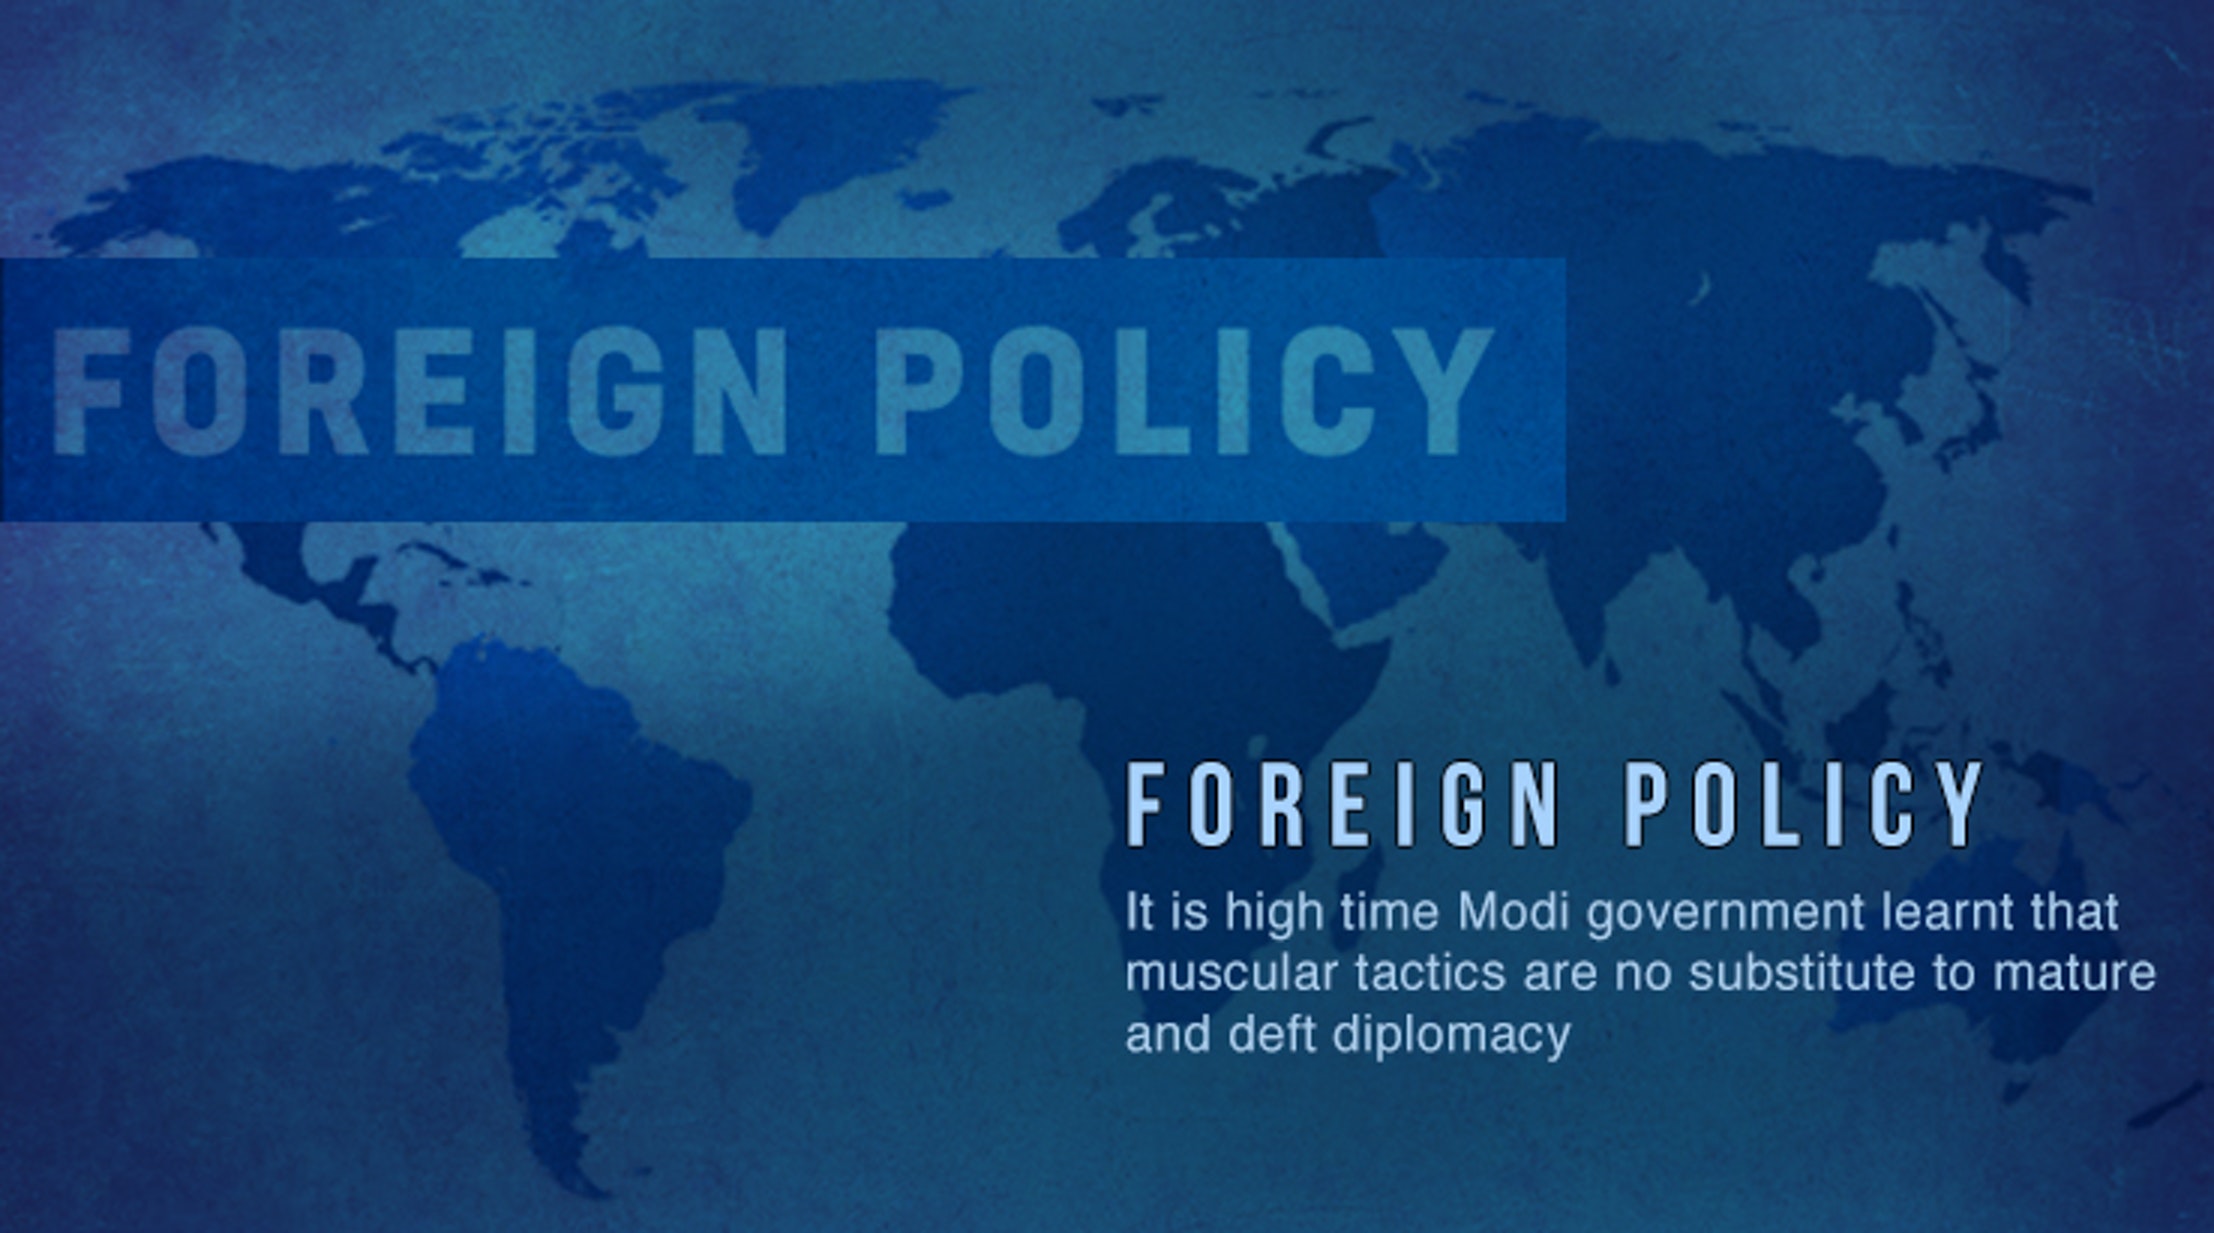 FOREIGN POLICY
FOREIGN POLICY
It is high time Modi government learnt that
muscular tactics are no substitute to mature
and deft diplomacy